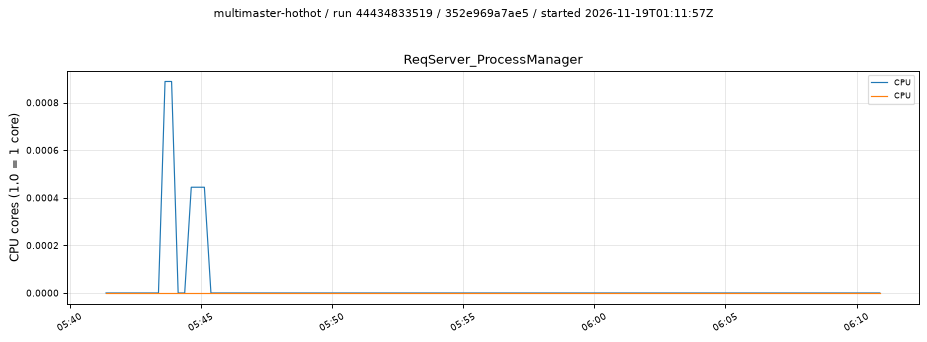 multimaster-hothot / run 44434833519 / 352e969a7ae5 / started 2026-11-19T01:11:57Z
ReqServer_ProcessManager
CPU
CPU
CPU cores (1.0 = 1 core)
0.0008
0.0006
0.0004
0.0002
0.0000
05:40
05:45
05:50
05:55
06:00
06:05
06:10